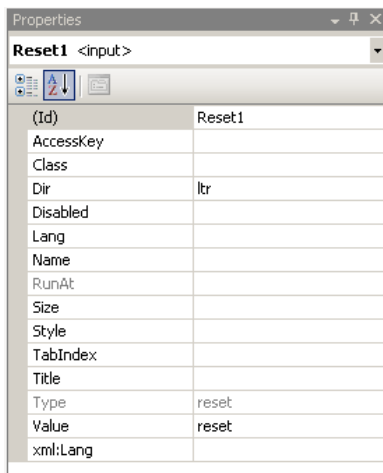 Properties
Reset1 <input>
(Id) Reset1
AccessKey
Class
Dir ltr
Disabled
Lang
Name
RunAt
Size
Style
TabIndex
Title
Type reset
Value reset
xml:Lang